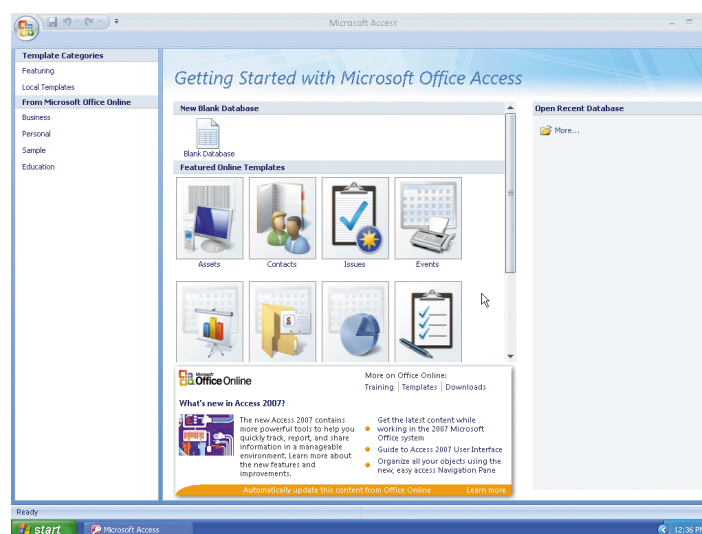 Microsoft Access
Template Categories
Featuring
Local Templates
From Microsoft Office Online
Business
Personal
Sample
Education
Getting Started with Microsoft Office Access
New Blank Database
Blank Database
Featured Online Templates
Assets
Contacts
Issues
Events
Microsoft
Office Online
More on Office Online:
Training | Templates | Downloads
What's new in Access 2007?
The new Access 2007 contains
more powerful tools to help you
quickly track, report, and share
information in a manageable
environment. Learn more about
the new features and
improvements.
Get the latest content while
working in the 2007 Microsoft
Office system
Guide to Access 2007 User Interface
Organize all your objects using the
new, easy access Navigation Pane
Automatically update this content from Office Online
Learn more
Open Recent Database
More...
Ready
start
Microsoft Access
12:36 PM